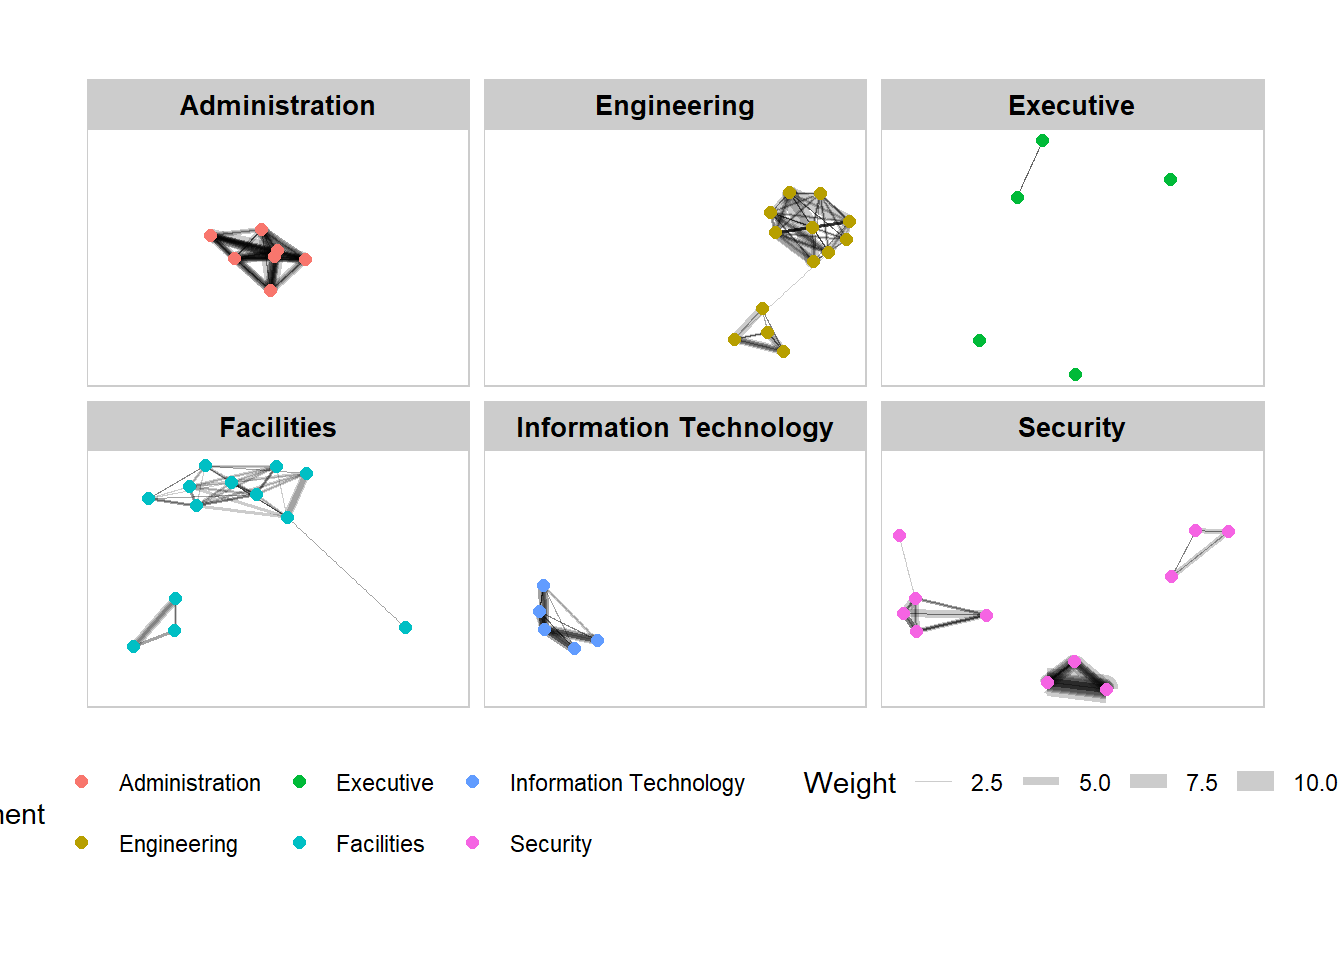 Administration
Engineering
Executive
Facilities
Information Technology
Security
Administration
Executive
Information Technology
Weight
2.5
5.0
7.5
10.0
Engineering
Facilities
Security